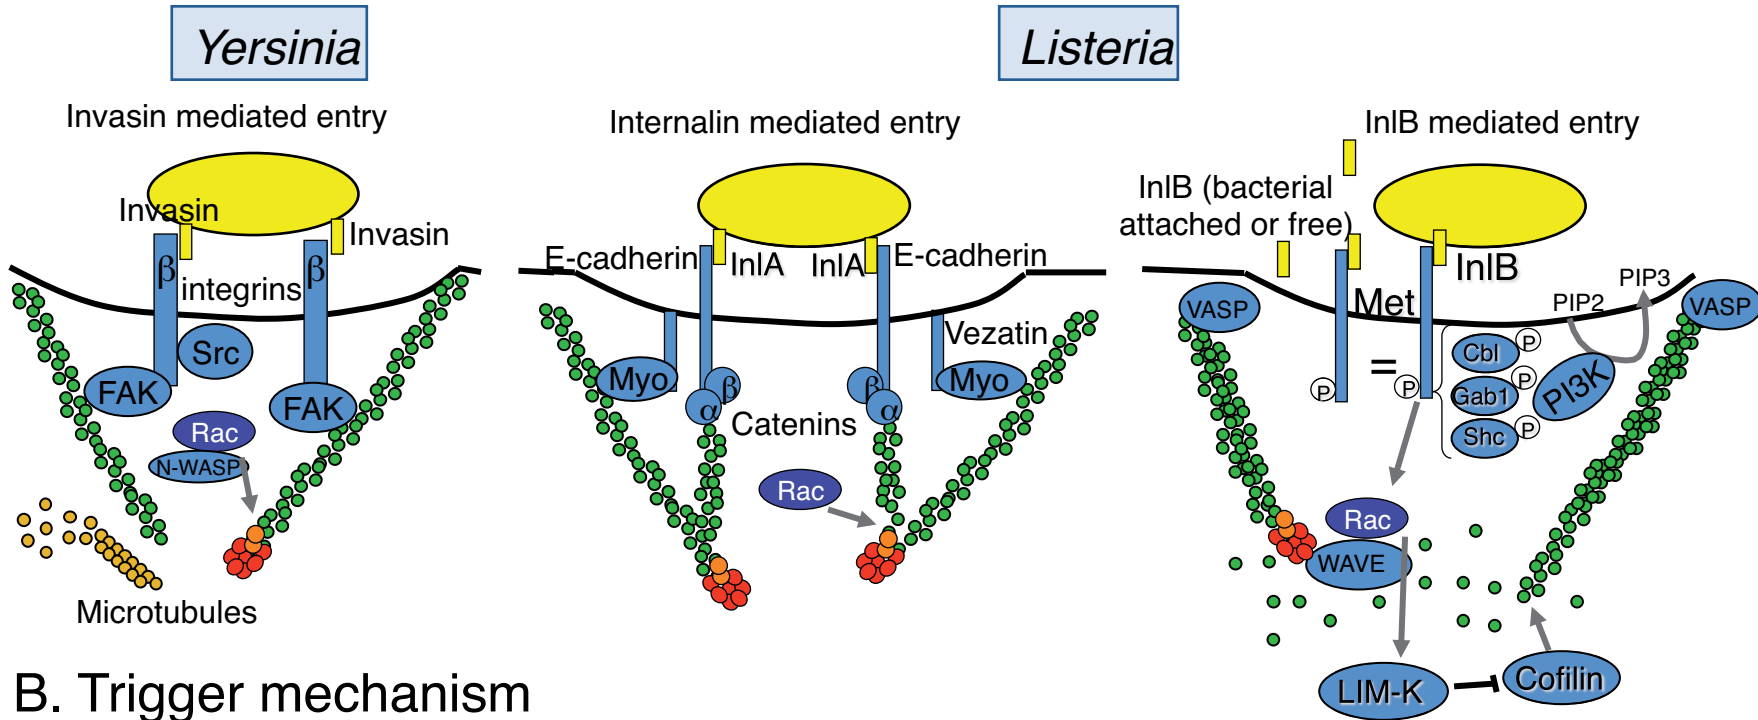 Yersinia
Listeria
Invasin mediated entry
Internalin mediated entry
InlB mediated entry
Invasin
Invasin
β
β
integrins
Src
FAK
FAK
Rac
N-WASP
Microtubules
E-cadherin
InlA
InlA
E-cadherin
Vezatin
Myo
Myo
β
α
β
α
Catenins
Rac
InlB (bacterial
attached or free)
InlB
Met
VASP
VASP
PIP2
PIP3
=
P
P
Cbl
P
Gab1
P
Shc
P
PI3K
Rac
WAVE
LIM-K
Cofilin
B. Trigger mechanism